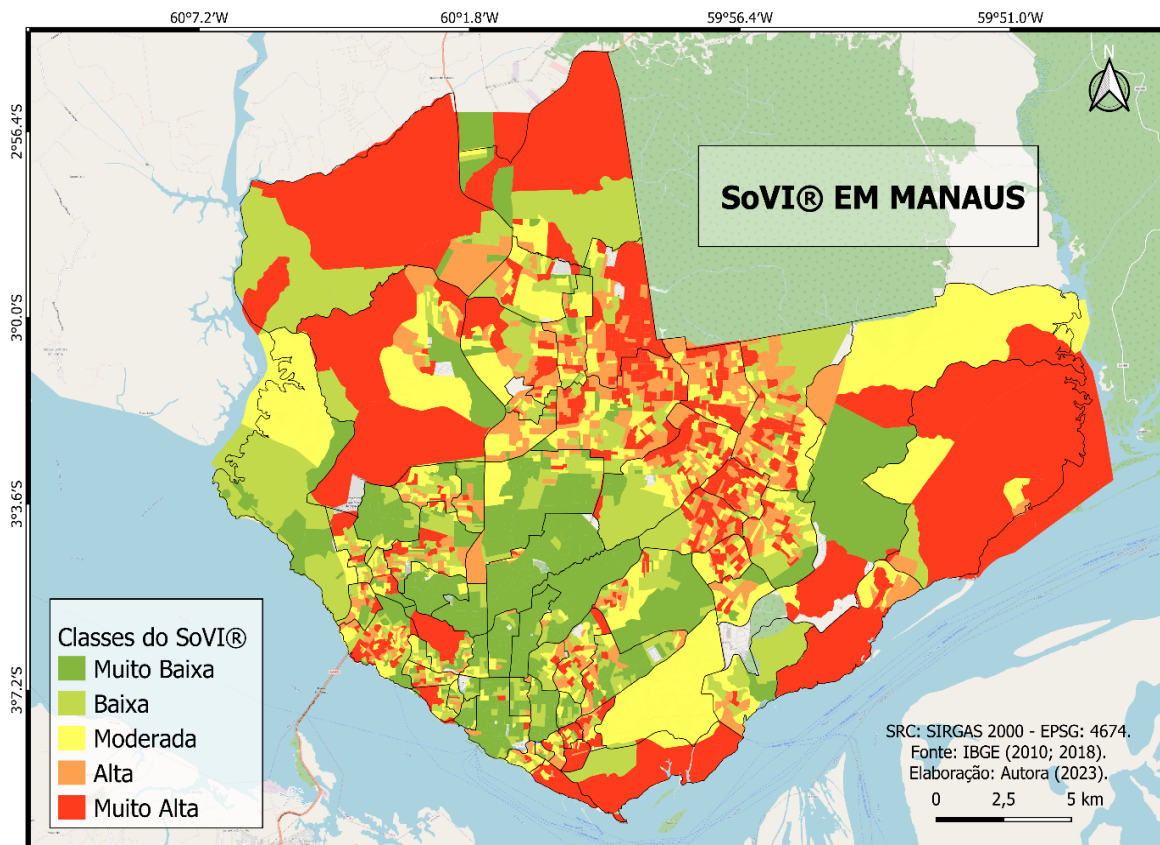 60°7.2'W 60°1.8'W 59°56.4'W 59°51.0'W
N
2°56.4'S
SoVI® EM MANAUS
3°0.0'S
3°3.6'S
3°7.2'S
Classes do SoVI®
Muito Baixa
Baixa
Moderada
Alta
Muito Alta
SRC: SIRGAS 2000 - EPSG: 4674.
Fonte: IBGE (2010; 2018).
Elaboração: Autora (2023).
0 2,5 5 km